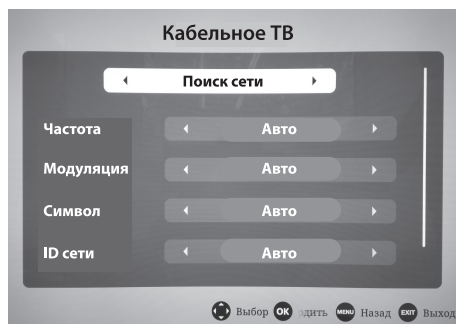 Кабельное ТВ
Поиск сети
Частота Авто
Модуляция Авто
Символ Авто
ID сети Авто
Выбор OK дить MENU Назад EXIT Выход